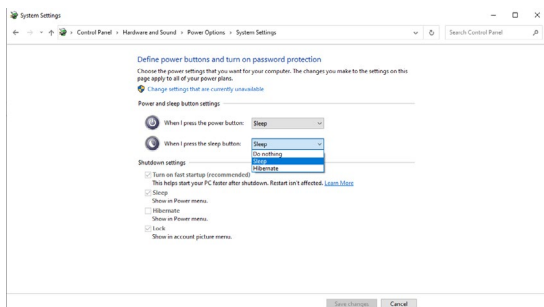 System Settings
Control Panel > Hardware and Sound > Power Options > System Settings
Search Control Panel
Define power buttons and turn on password protection
Choose the power settings that you want for your computer. The changes you make to the settings on this
page apply to all of your power plans.
Change settings that are currently unavailable
Power and sleep button settings
When I press the power button: Sleep
When I press the sleep button: Sleep
Do nothing
Sleep
Hibernate
Shutdown settings
Turn on fast startup (recommended)
This helps start your PC faster after shutdown. Restart isn't affected. Learn More
Sleep
Show in Power menu.
Hibernate
Show in Power menu.
Lock
Show in account picture menu.
Save changes Cancel